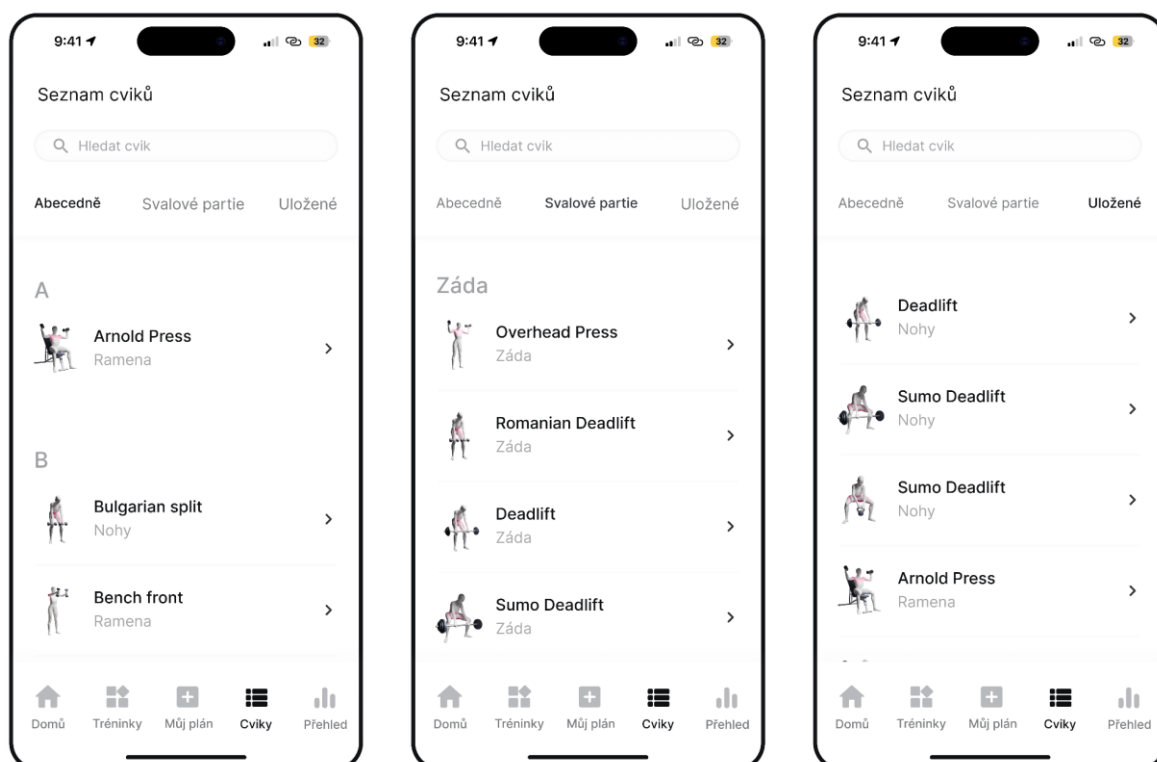 9:41
32
Seznam cviků
Hledat cvik
Abecedně Svalové partie Uložené
A
Arnold Press
Ramena
B
Bulgarian split
Nohy
Bench front
Ramena
Domů Tréninky Můj plán Cviky Přehled
9:41
32
Seznam cviků
Hledat cvik
Abecedně Svalové partie Uložené
Záda
Overhead Press
Záda
Romanian Deadlift
Záda
Deadlift
Záda
Sumo Deadlift
Záda
Domů Tréninky Můj plán Cviky Přehled
9:41
32
Seznam cviků
Hledat cvik
Abecedně Svalové partie Uložené
Deadlift
Nohy
Sumo Deadlift
Nohy
Sumo Deadlift
Nohy
Arnold Press
Ramena
Domů Tréninky Můj plán Cviky Přehled